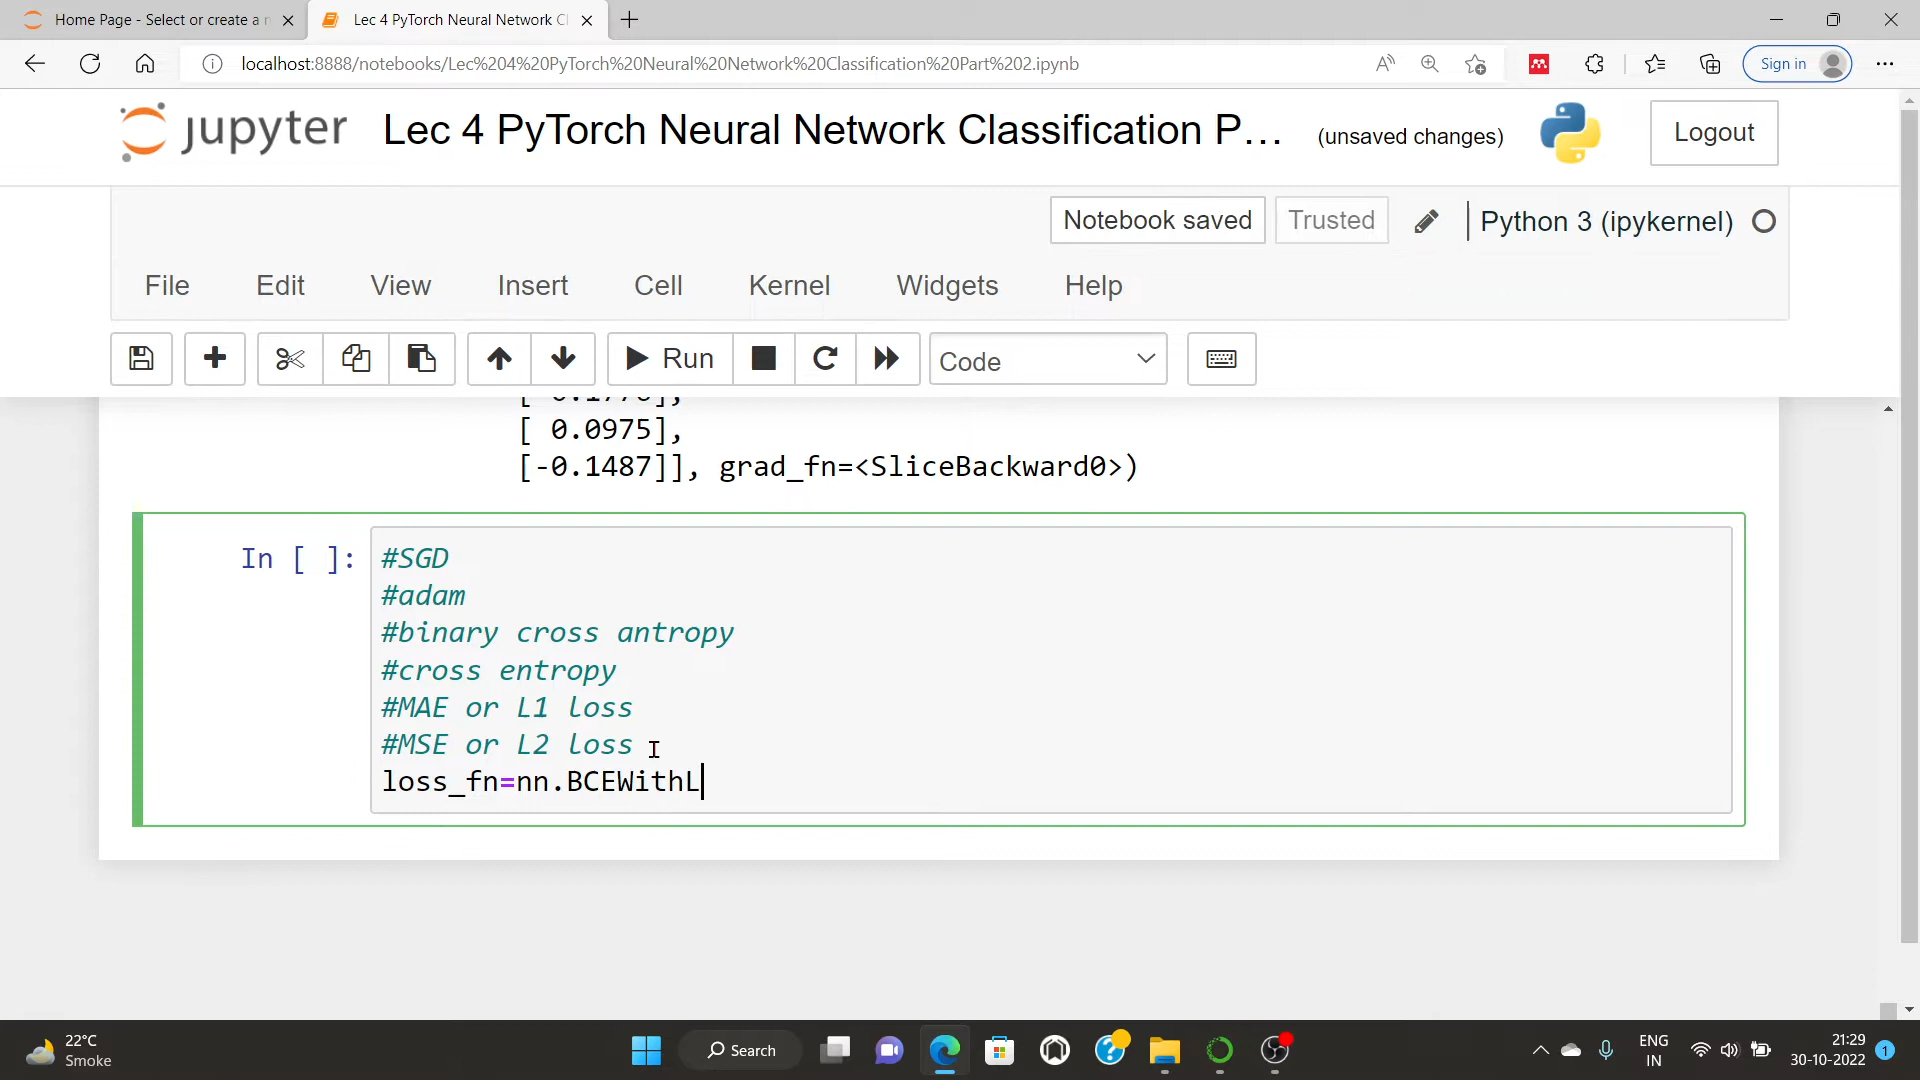 Home Page - Select or create a n
Lec 4 PyTorch Neural Network Cl
localhost:8888/notebooks/Lec%204%20PyTorch%20Neural%20Network%20Classification%20Part%202.ipynb
Sign in
jupyter
Lec 4 PyTorch Neural Network Classification P...
(unsaved changes)
Logout
Notebook saved
Trusted
Python 3 (ipykernel)
File
Edit
View
Insert
Cell
Kernel
Widgets
Help
Run
Code
[ 0.0975],
[-0.1487]], grad_fn=<SliceBackward0>)
In [ ]:
#SGD
#adam
#binary cross antropy
#cross entropy
#MAE or L1 loss
#MSE or L2 loss
loss_fn=nn.BCEWithL
22°C
Smoke
Search
ENG
IN
21:29
30-10-2022
1